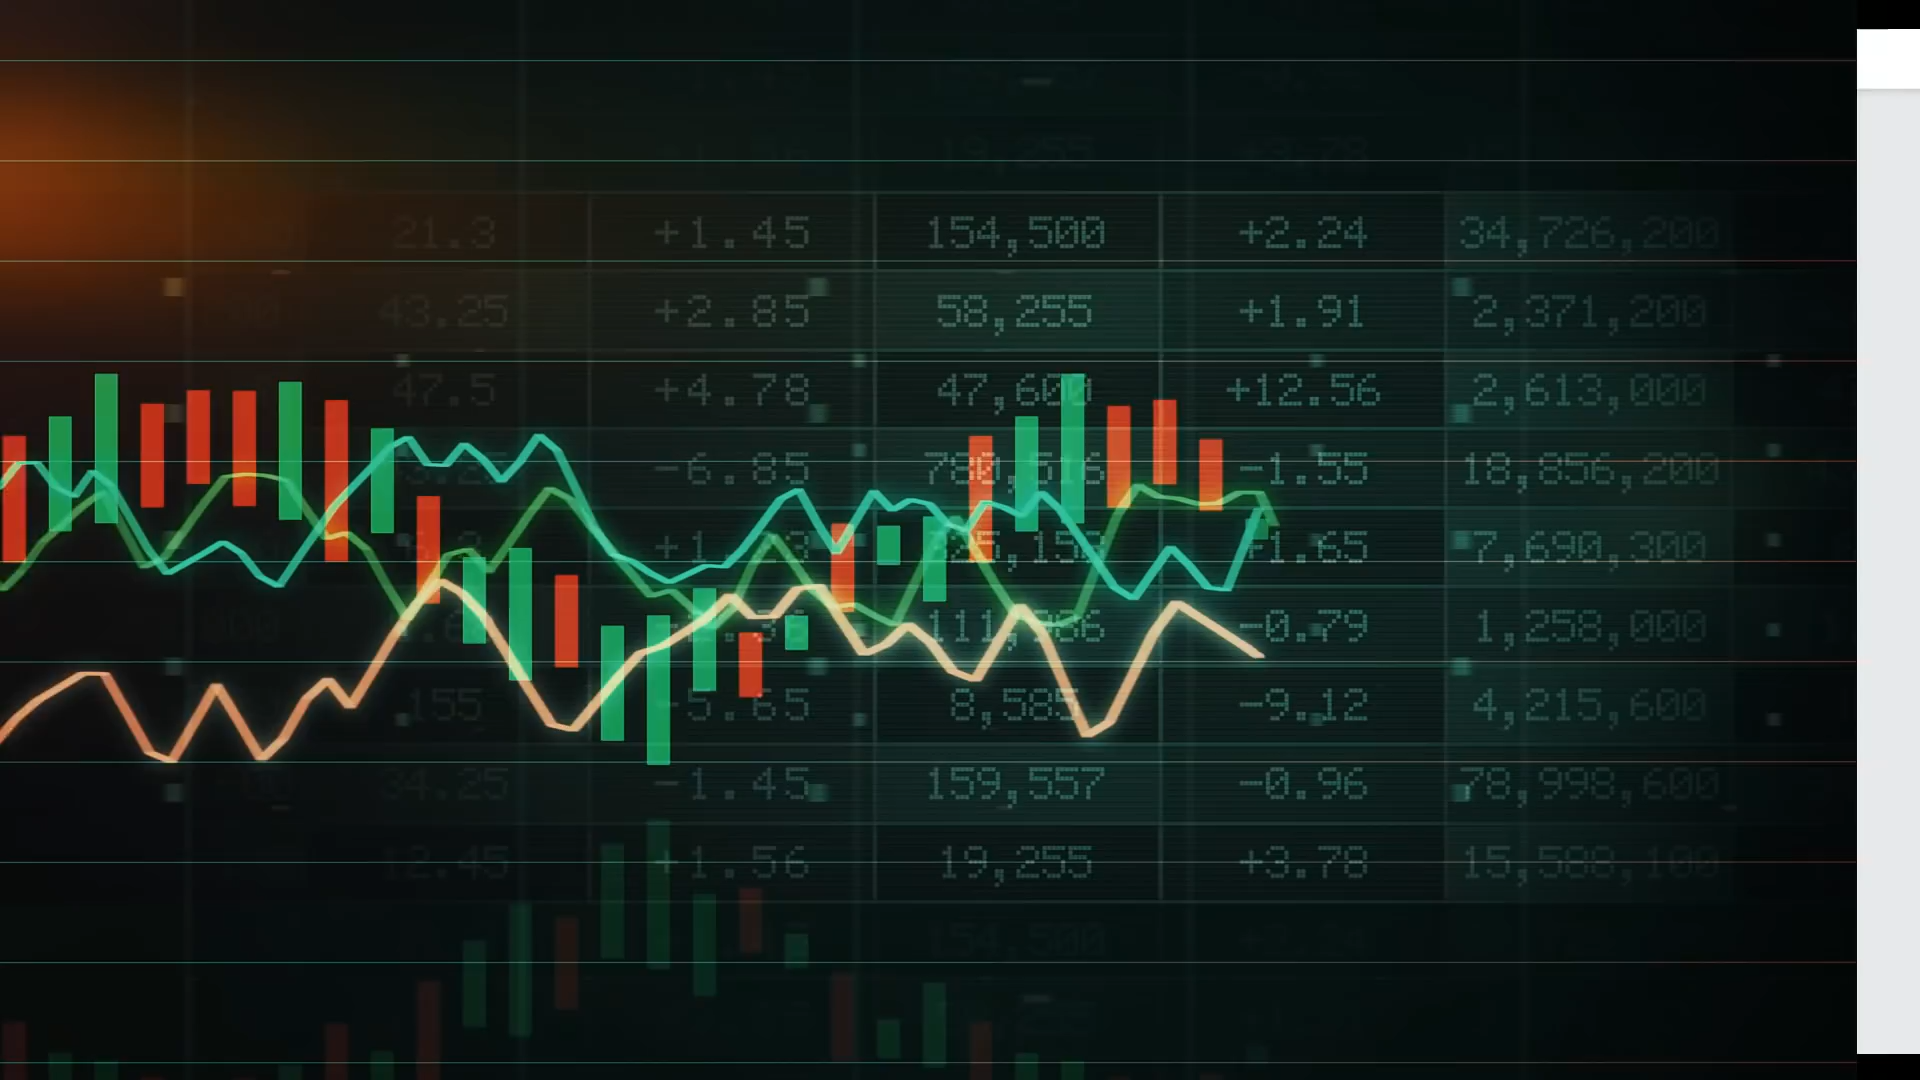 21.3 +1.45 154,500 +2.24 34,726,200
43.25 +2.85 58,255 +1.91 2,371,200
47.5 +4.78 47,600 +12.56 2,613,000
-6.85 -1.55 18,856,200
+1.65 7,690,300
-0.79 1,258,000
155 -5.65 8,585 -9.12 4,215,600
34.25 -1.45 159,557 -0.96 78,998,600
12.45 +1.56 19,255 +3.78 15,588,100
154,500